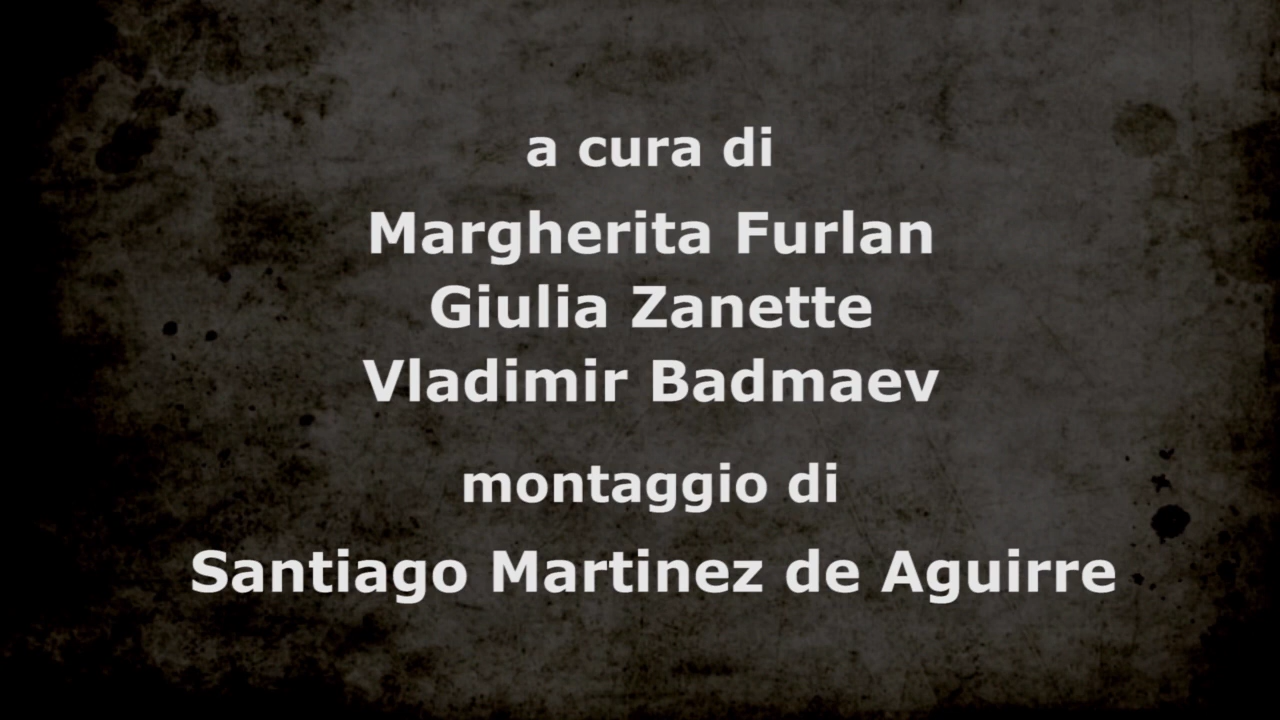 a cura di
Margherita Furlan
Giulia Zanette
Vladimir Badmaev
montaggio di
Santiago Martinez de Aguirre